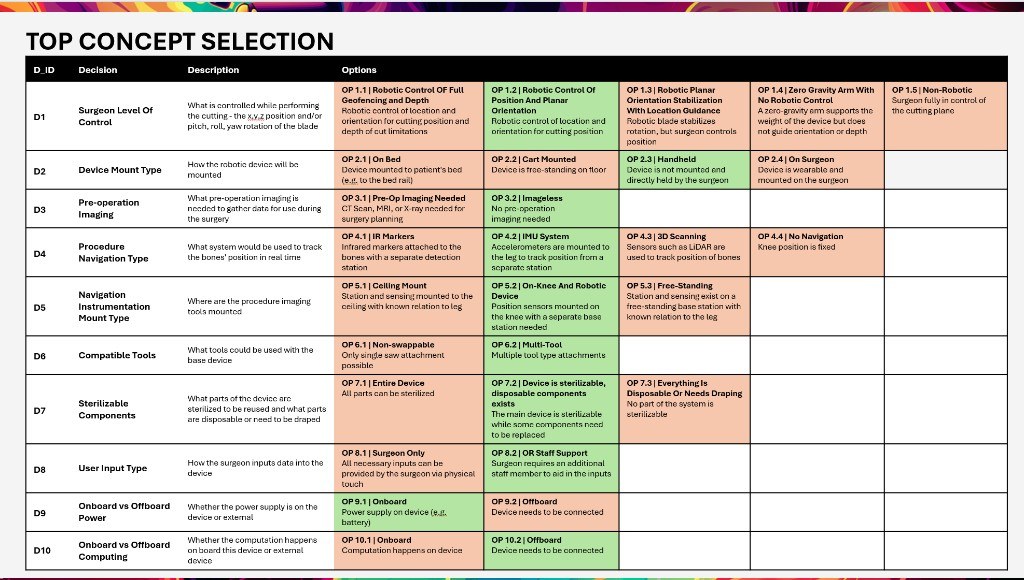 TOP CONCEPT SELECTION
D_ID Decision Description Options
D1
Surgeon Level Of
Control
What is controlled while performing
the cutting - the x,y,z position and/or
pitch, roll, yaw rotation of the blade
OP 1.1 | Robotic Control OF Full
Geofencing and Depth
Robotic control of location and
orientation for cutting position and
depth of cut limitations
OP 1.2 | Robotic Control Of
Position And Planar
Orientation
Robotic control of location and
orientation for cutting position
OP 1.3 | Robotic Planar
Orientation Stabilization
With Location Guidance
Robotic blade stabilizes
rotation, but surgeon controls
position
OP 1.4 | Zero Gravity Arm With
No Robotic Control
A zero-gravity arm supports the
weight of the device but does
not guide orientation or depth
OP 1.5 | Non-Robotic
Surgeon fully in control of
the cutting plane
D2
Device Mount Type
How the robotic device will be
mounted
OP 2.1 | On Bed
Device mounted to patient's bed
(e.g. to the bed rail)
OP 2.2 | Cart Mounted
Device is free-standing on floor
OP 2.3 | Handheld
Device is not mounted and
directly held by the surgeon
OP 2.4 | On Surgeon
Device is wearable and
mounted on the surgeon
D3
Pre-operation
Imaging
What pre-operation imaging is
needed to gather data for use during
the surgery
OP 3.1 | Pre-Op Imaging Needed
CT Scan, MRI, or X-ray needed for
surgery planning
OP 3.2 | Imageless
No pre-operation
imaging needed
D4
Procedure
Navigation Type
What system would be used to track
the bones' position in real time
OP 4.1 | IR Markers
Infrared markers attached to the
bones with a separate detection
station
OP 4.2 | IMU System
Accelerometers are mounted to
the leg to track position from a
separate station
OP 4.3 | 3D Scanning
Sensors such as LiDAR are
used to track position of bones
OP 4.4 | No Navigation
Knee position is fixed
D5
Navigation
Instrumentation
Mount Type
Where are the procedure imaging
tools mounted
OP 5.1 | Ceiling Mount
Station and sensing mounted to the
ceiling with known relation to leg
OP 5.2 | On-Knee And Robotic
Device
Position sensors mounted on
the knee with a separate base
station needed
OP 5.3 | Free-Standing
Station and sensing exist on a
free-standing base station with
known relation to the leg
D6
Compatible Tools
What tools could be used with the
base device
OP 6.1 | Non-swappable
Only single saw attachment
possible
OP 6.2 | Multi-Tool
Multiple tool type attachments
D7
Sterilizable
Components
What parts of the device are
sterilized to be reused and what parts
are disposable or need to be draped
OP 7.1 | Entire Device
All parts can be sterilized
OP 7.2 | Device is sterilizable,
disposable components
exists
The main device is sterilizable
while some components need
to be replaced
OP 7.3 | Everything Is
Disposable Or Needs Draping
No part of the system is
sterilizable
D8
User Input Type
How the surgeon inputs data into the
device
OP 8.1 | Surgeon Only
All necessary inputs can be
provided by the surgeon via physical
touch
OP 8.2 | OR Staff Support
Surgeon requires an additional
staff member to aid in the inputs
D9
Onboard vs Offboard
Power
Whether the power supply is on the
device or external
OP 9.1 | Onboard
Power supply on device (e.g.
battery)
OP 9.2 | Offboard
Device needs to be connected
D10
Onboard vs Offboard
Computing
Whether the computation happens
on board this device or external
device
OP 10.1 | Onboard
Computation happens on device
OP 10.2 | Offboard
Device needs to be connected